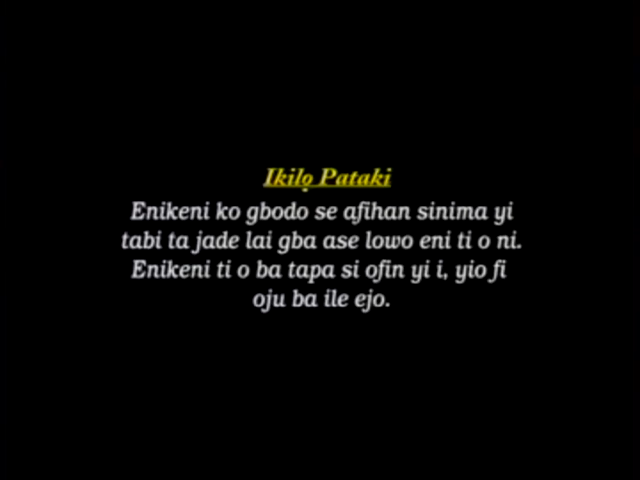 Ikilọ Pataki
Enikeni ko gbodo se afihan sinima yi
tabi ta jade lai gba ase lowo eni ti o ni.
Enikeni ti o ba tapa si ofin yi i, yio fi
oju ba ile ejo.